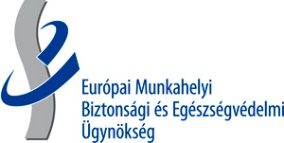 Európai Munkahelyi
Biztonsági és Egészségvédelmi
Ügynökség